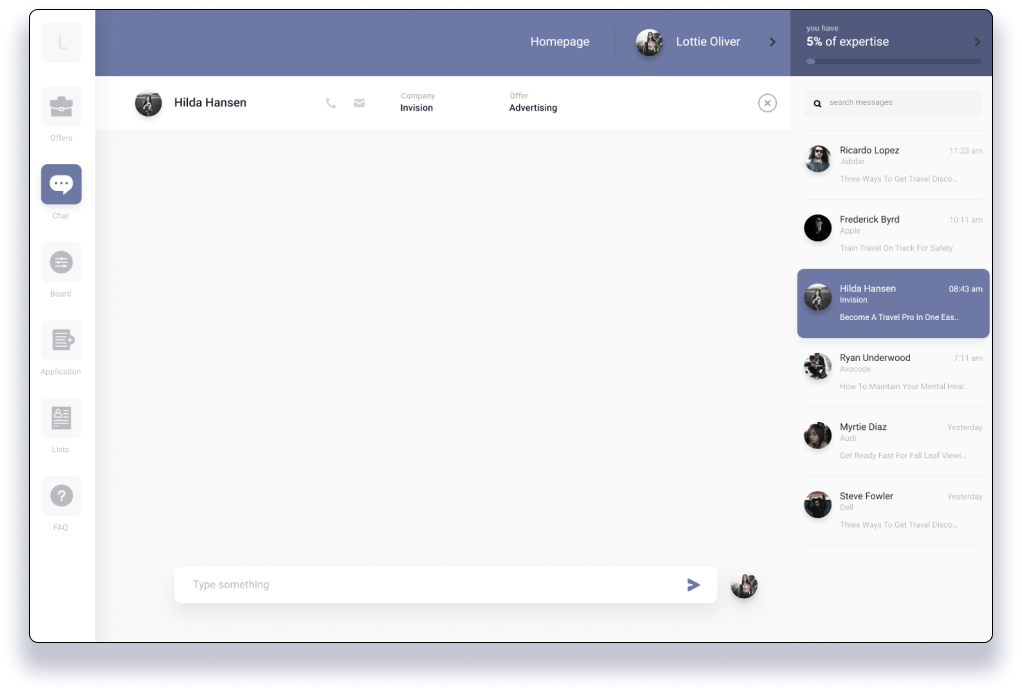 L
Homepage
Lottie Oliver
you have
5% of expertise
Hilda Hansen
Company
Invision
Offer
Advertising
search messages
Offers
Chat
Board
Application
Lists
?
FAQ
Ricardo Lopez
11:23 am
Adobe
Three Ways To Get Travel Disco...
Frederick Byrd
10:11 am
Apple
Train Travel On Track For Safety
Hilda Hansen
08:43 am
Invision
Become A Travel Pro In One Eas..
Ryan Underwood
7:11 am
Avocode
How To Maintain Your Mental Heal..
Myrtie Diaz
Yesterday
Audi
Get Ready Fast For Fall Leaf Viewi...
Steve Fowler
Yesterday
Dell
Three Ways To Get Travel Disco...
Type something